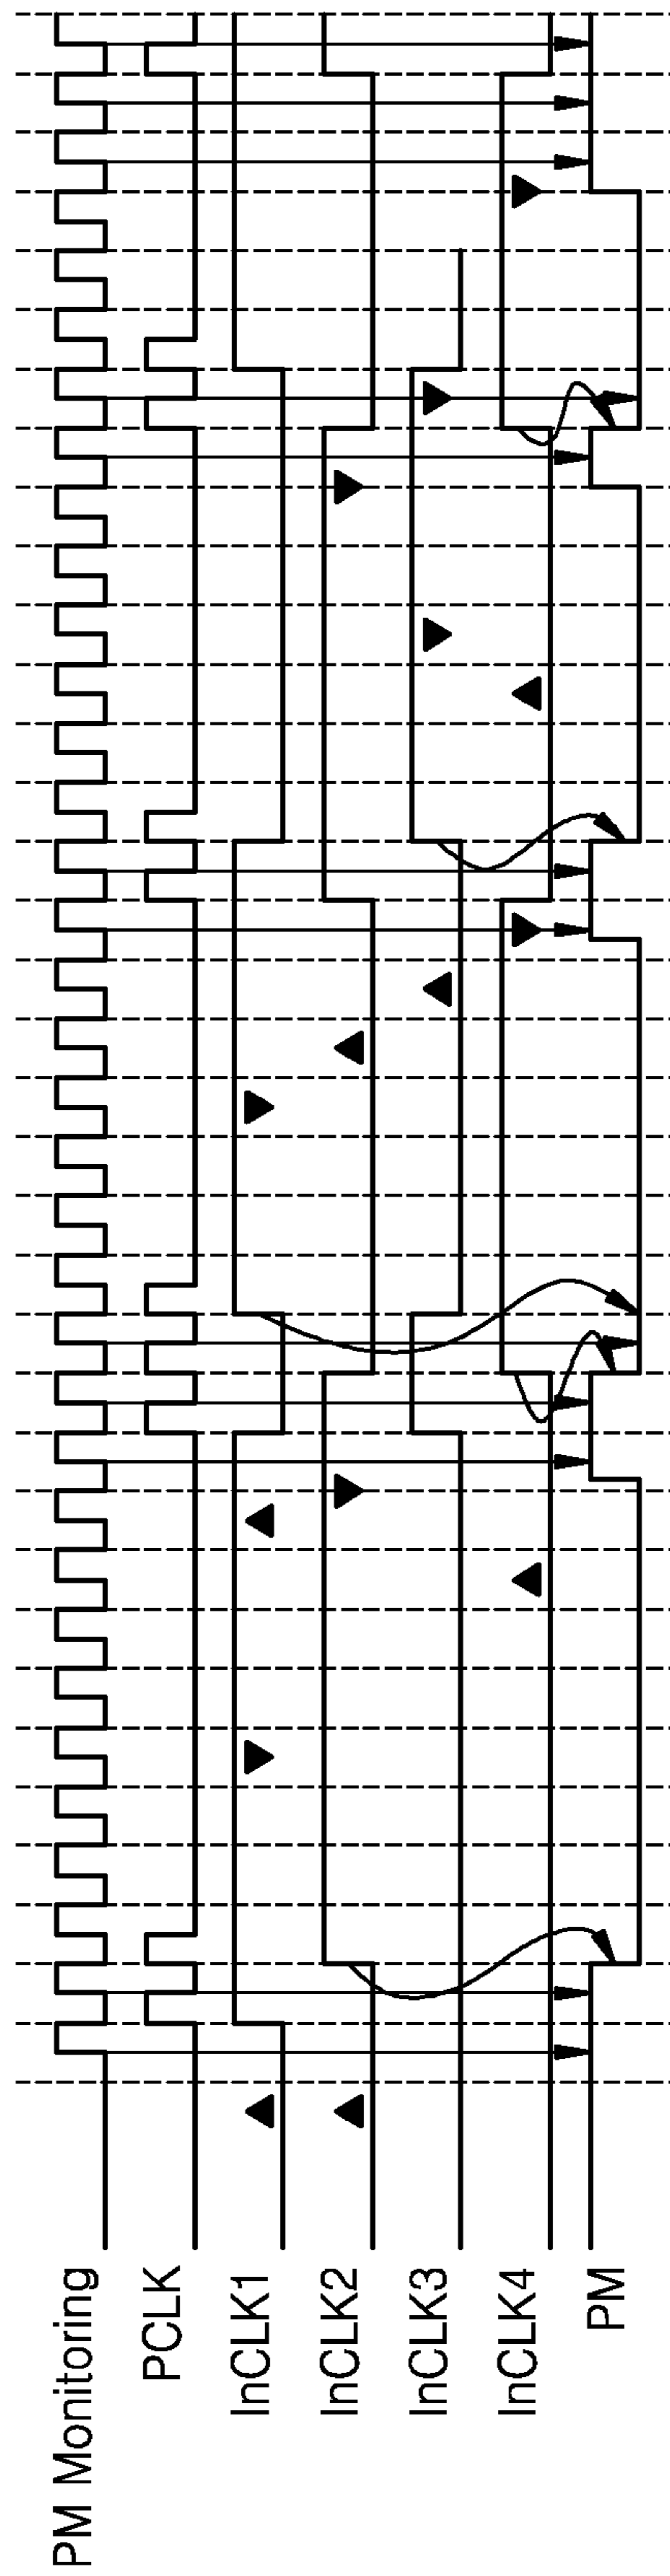 PM Monitoring
PCLK
InCLK1
InCLK2
InCLK3
InCLK4
PM